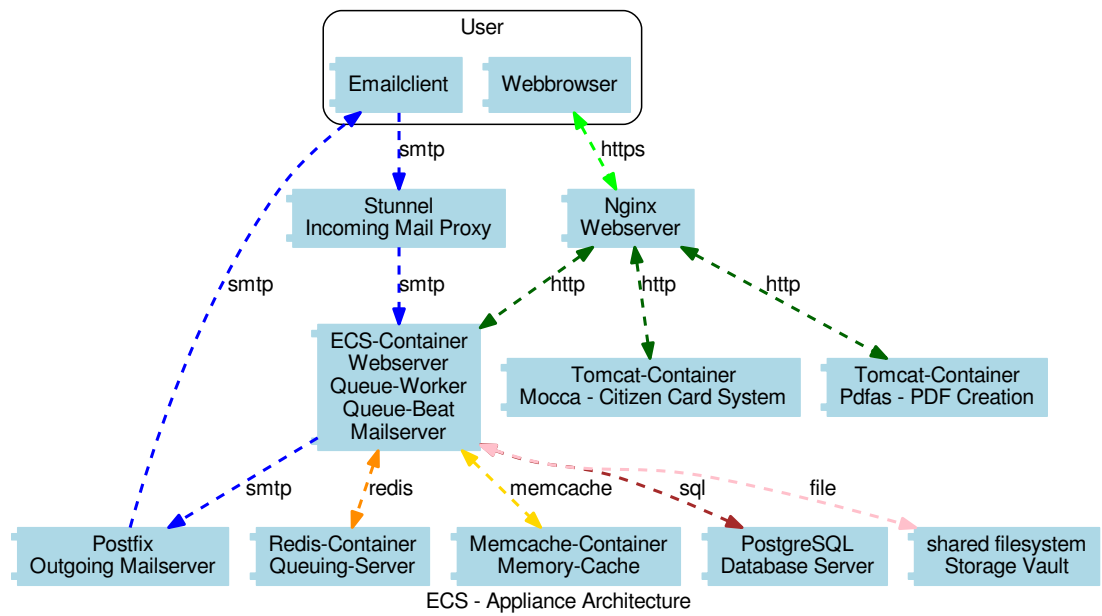 User
Emailclient
Webbrowser
smtp
https
Stunnel
Incoming Mail Proxy
Nginx
Webserver
smtp
smtp
http
http
http
ECS-Container
Webserver
Queue-Worker
Queue-Beat
Mailserver
Tomcat-Container
Mocca - Citizen Card System
Tomcat-Container
Pdfas - PDF Creation
smtp
redis
memcache
sql
file
Postfix
Outgoing Mailserver
Redis-Container
Queuing-Server
Memcache-Container
Memory-Cache
PostgreSQL
Database Server
shared filesystem
Storage Vault
ECS - Appliance Architecture